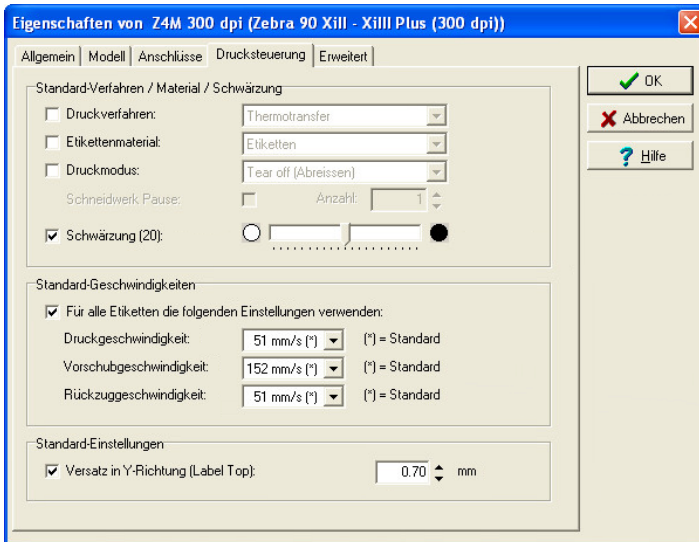 Eigenschaften von Z4M 300 dpi (Zebra 90 XiII - XiIII Plus (300 dpi))
Allgemein Modell Anschlüsse Drucksteuerung Erweitert
Standard-Verfahren / Material / Schwärzung
Druckverfahren: Thermotransfer
Etikettenmaterial: Etiketten
Druckmodus: Tear off (Abreissen)
Schneidwerk Pause: Anzahl: 1
Schwärzung (20):
Standard-Geschwindigkeiten
Für alle Etiketten die folgenden Einstellungen verwenden:
Druckgeschwindigkeit: 51 mm/s (*) (*) = Standard
Vorschubgeschwindigkeit: 152 mm/s (*) (*) = Standard
Rückzuggeschwindigkeit: 51 mm/s (*) (*) = Standard
Standard-Einstellungen
Versatz in Y-Richtung (Label Top): 0.70 mm
OK
Abbrechen
Hilfe